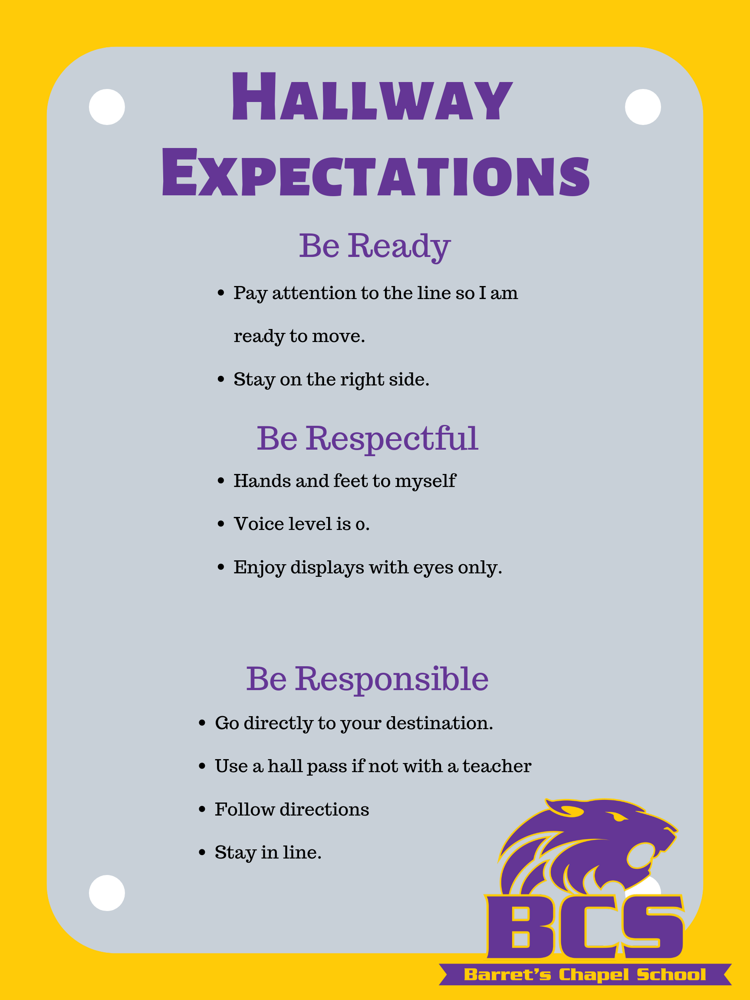 Hallway
Expectations
Be Ready
• Pay attention to the line so I am
ready to move.
• Stay on the right side.
Be Respectful
• Hands and feet to myself
• Voice level is 0.
• Enjoy displays with eyes only.
Be Responsible
• Go directly to your destination.
• Use a hall pass if not with a teacher
• Follow directions
• Stay in line.
BCS
Barret's Chapel School